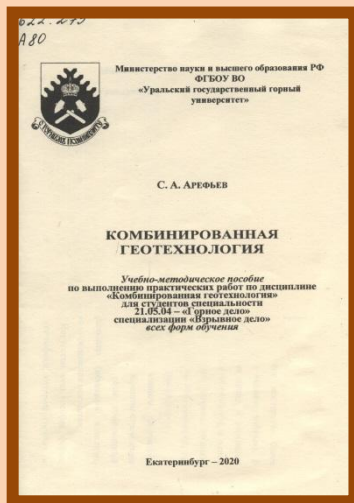 А80
Министерство науки и высшего образования РФ
ФГБОУ ВО
«Уральский государственный горный
университет»
С. А. АРЕФЬЕВ
КОМБИНИРОВАННАЯ
ГЕОТЕХНОЛОГИЯ
Учебно-методическое пособие
по выполнению практических работ по дисциплине
«Комбинированная геотехнология»
для студентов специальности
21.05.04 – «Горное дело»
специализации «Взрывное дело»
всех форм обучения
Екатеринбург – 2020